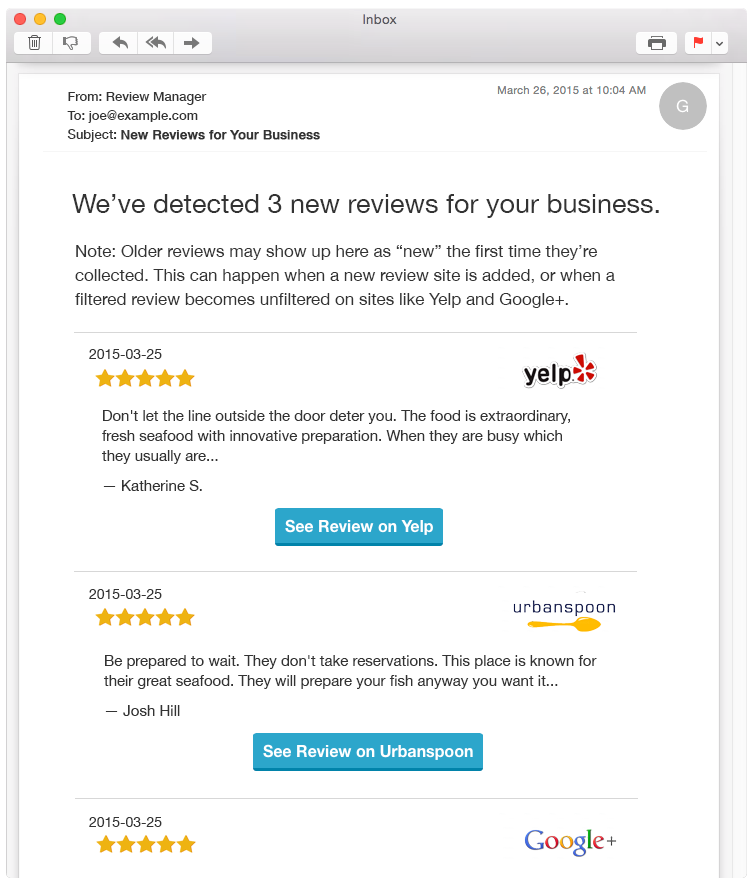 Inbox
From: Review Manager
March 26, 2015 at 10:04 AM
G
To: joe@example.com
Subject: New Reviews for Your Business
We’ve detected 3 new reviews for your business.
Note: Older reviews may show up here as “new” the first time they’re
collected. This can happen when a new review site is added, or when a
filtered review becomes unfiltered on sites like Yelp and Google+.
2015-03-25
yelp
Don't let the line outside the door deter you. The food is extraordinary,
fresh seafood with innovative preparation. When they are busy which
they usually are...
— Katherine S.
See Review on Yelp
2015-03-25
urbanspoon
Be prepared to wait. They don't take reservations. This place is known for
their great seafood. They will prepare your fish anyway you want it...
— Josh Hill
See Review on Urbanspoon
2015-03-25
Google+